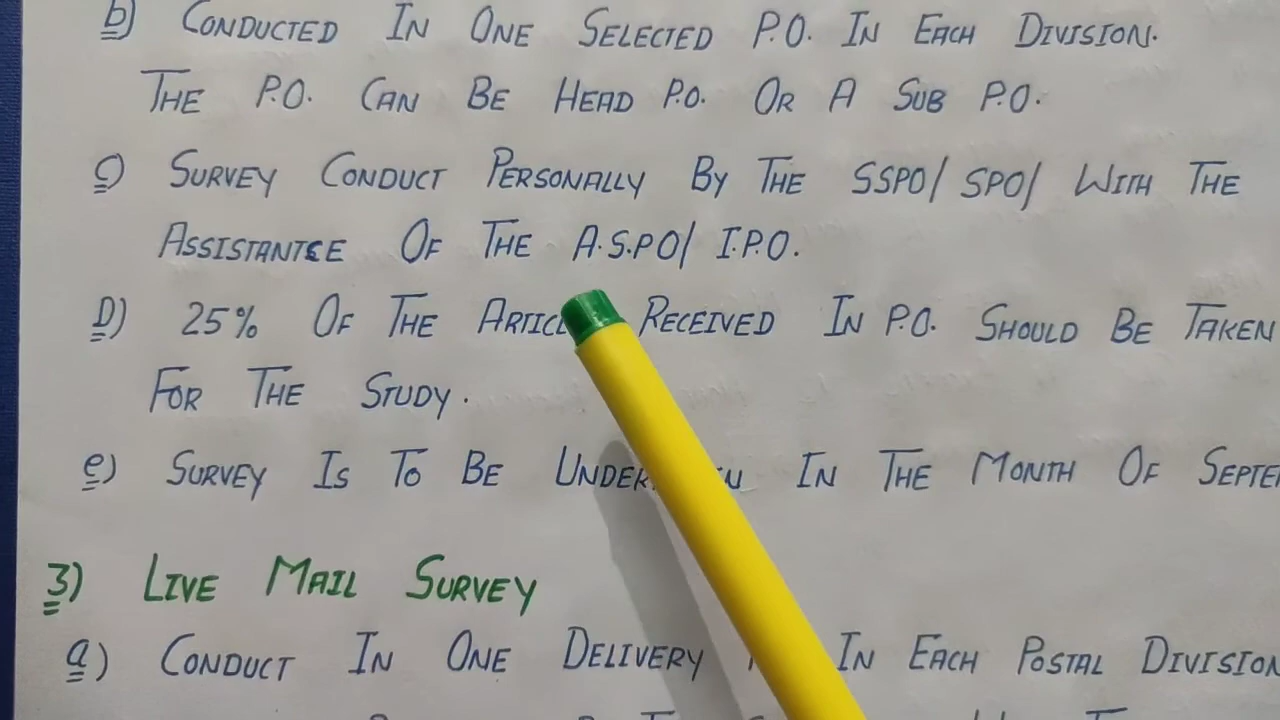 b) CONDUCTED IN ONE SELECTED P.O. IN EACH DIVISION.
THE P.O. CAN BE HEAD P.O. OR A SUB P.O.
c) SURVEY CONDUCT PERSONALLY BY THE SSPO/ SPO/ WITH THE
ASSISTANTCE OF THE A.S.PO/ I.P.O.
D) 25% OF THE RECEIVED IN P.O. SHOULD BE TAKEN
FOR THE STUDY.
e) SURVEY IS TO BE IN THE MONTH OF
3) LIVE MAIL SURVEY
a) CONDUCT IN ONE DELIVERY IN EACH POSTAL DIVISION